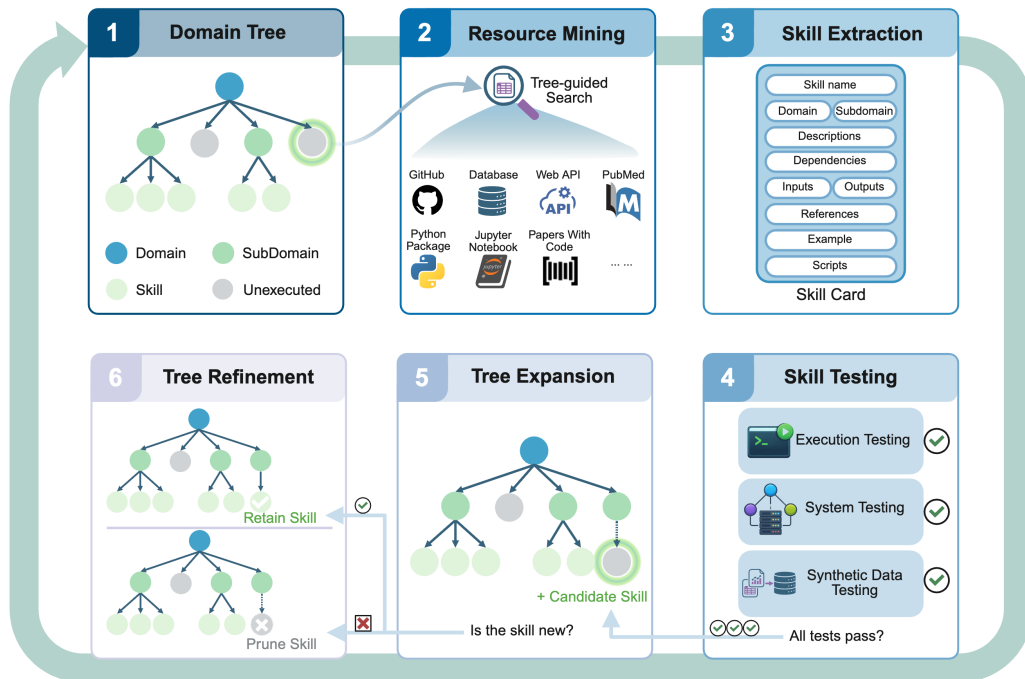 1 Domain Tree
Domain
SubDomain
Skill
Unexecuted
2 Resource Mining
Tree-guided
Search
GitHub
Database
Web API
PubMed
API
M
Python
Package
Jupyter
Notebook
Papers With
Code
jupyter
... ...
3 Skill Extraction
Skill name
Domain
Subdomain
Descriptions
Dependencies
Inputs
Outputs
References
Example
Scripts
Skill Card
6 Tree Refinement
Retain Skill
Prune Skill
5 Tree Expansion
+ Candidate Skill
Is the skill new?
4 Skill Testing
>_
Execution Testing
System Testing
Synthetic Data
Testing
All tests pass?